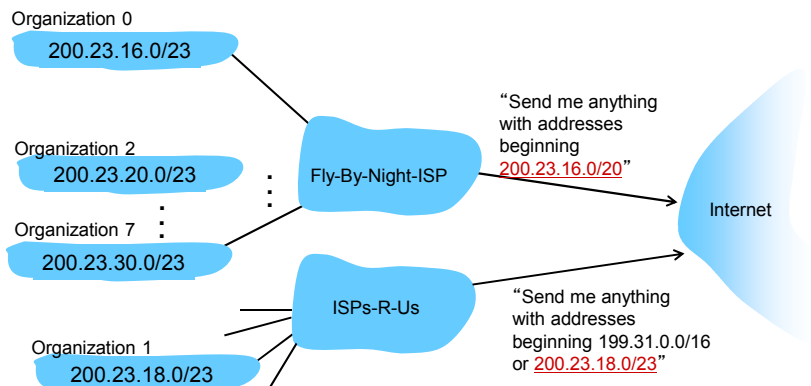 Organization 0
200.23.16.0/23
Organization 2
200.23.20.0/23
Organization 7
200.23.30.0/23
Fly-By-Night-ISP
“Send me anything
with addresses
beginning
200.23.16.0/20”
Internet
ISPs-R-Us
Organization 1
200.23.18.0/23
“Send me anything
with addresses
beginning 199.31.0.0/16
or 200.23.18.0/23”